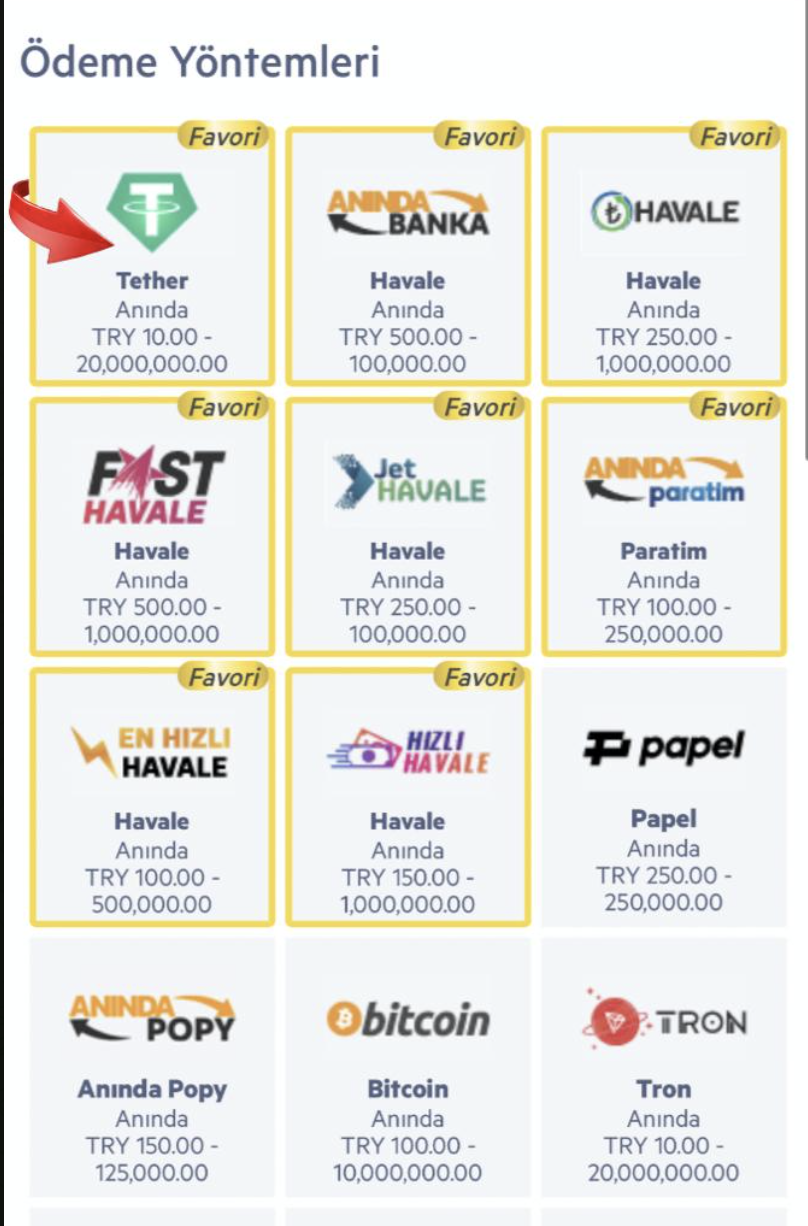 Ödeme Yöntemleri
Favori
Favori
Favori
T
Tether
Anında
TRY 10.00 -
20,000,000.00
ANINDA
BANKA
Havale
Anında
TRY 500.00 -
100,000.00
₺ HAVALE
Havale
Anında
TRY 250.00 -
1,000,000.00
Favori
Favori
Favori
FAST
HAVALE
Havale
Anında
TRY 500.00 -
1,000,000.00
Jet
HAVALE
Havale
Anında
TRY 250.00 -
100,000.00
ANINDA
paratim
Paratim
Anında
TRY 100.00 -
250,000.00
Favori
Favori
EN HIZLI
HAVALE
Havale
Anında
TRY 100.00 -
500,000.00
HIZLI
HAVALE
Havale
Anında
TRY 150.00 -
1,000,000.00
papel
Papel
Anında
TRY 250.00 -
250,000.00
ANINDA
POPY
Anında Popy
Anında
TRY 150.00 -
125,000.00
bitcoin
Bitcoin
Anında
TRY 100.00 -
10,000,000.00
TRON
Tron
Anında
TRY 10.00 -
20,000,000.00